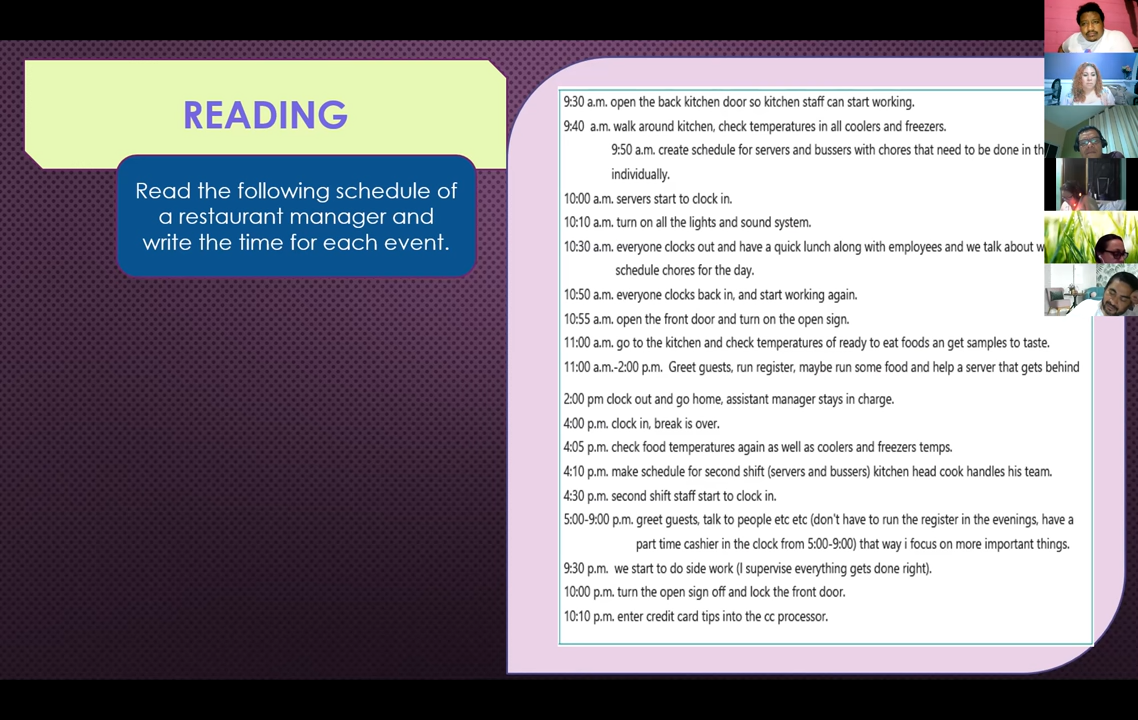 READING
Read the following schedule of
a restaurant manager and
write the time for each event.
9:30 a.m. open the back kitchen door so kitchen staff can start working.
9:40 a.m. walk around kitchen, check temperatures in all coolers and freezers.
9:50 a.m. create schedule for servers and bussers with chores that need to be done in
individually.
10:00 a.m. servers start to clock in.
10:10 a.m. turn on all the lights and sound system.
10:30 a.m. everyone clocks out and have a quick lunch along with employees and we talk about
schedule chores for the day.
10:50 a.m. everyone clocks back in, and start working again.
10:55 a.m. open the front door and turn on the open sign.
11:00 a.m. go to the kitchen and check temperatures of ready to eat foods an get samples to taste.
11:00 a.m.-2:00 p.m. Greet guests, run register, maybe run some food and help a server that gets behind
2:00 pm clock out and go home, assistant manager stays in charge.
4:00 p.m. clock in, break is over.
4:05 p.m. check food temperatures again as well as coolers and freezers temps.
4:10 p.m. make schedule for second shift (servers and bussers) kitchen head cook handles his team.
4:30 p.m. second shift staff start to clock in.
5:00-9:00 p.m. greet guests, talk to people etc etc (don't have to run the register in the evenings, have a
part time cashier in the clock from 5:00-9:00) that way i focus on more important things.
9:30 p.m. we start to do side work (I supervise everything gets done right).
10:00 p.m. turn the open sign off and lock the front door.
10:10 p.m. enter credit card tips into the cc processor.